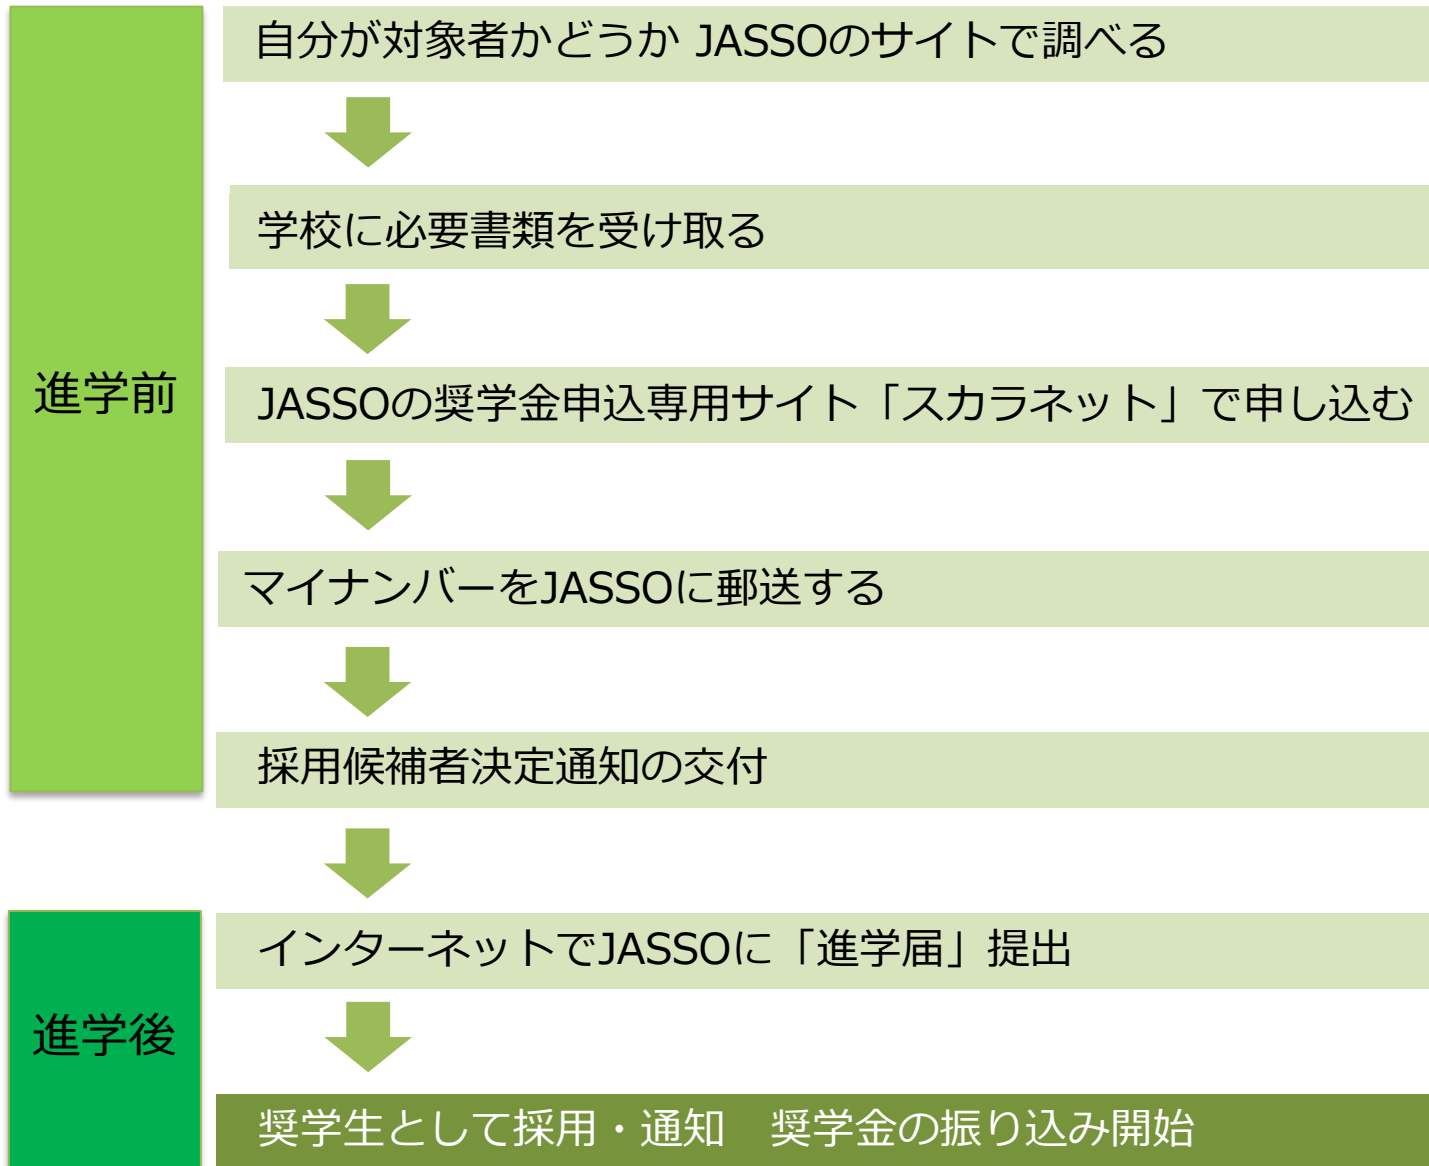 進学前
自分が対象者かどうか JASSOのサイトで調べる
学校に必要書類を受け取る
JASSOの奨学金申込専用サイト「スカラネット」で申し込む
マイナンバーをJASSOに郵送する
採用候補者決定通知の交付
進学後
インターネットでJASSOに「進学届」提出
奨学生として採用・通知　奨学金の振り込み開始